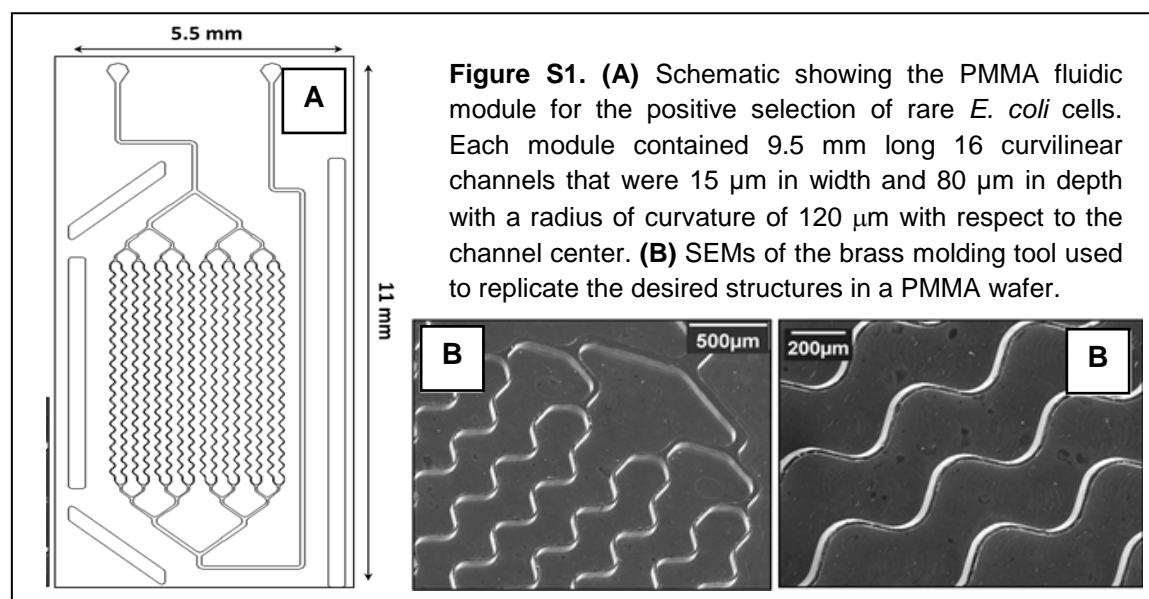 5.5 mm
A
11 mm
Figure S1. (A) Schematic showing the PMMA fluidic
module for the positive selection of rare E. coli cells.
Each module contained 9.5 mm long 16 curvilinear
channels that were 15 µm in width and 80 µm in depth
with a radius of curvature of 120 μm with respect to the
channel center. (B) SEMs of the brass molding tool used
to replicate the desired structures in a PMMA wafer.
B
500µm
200µm
B